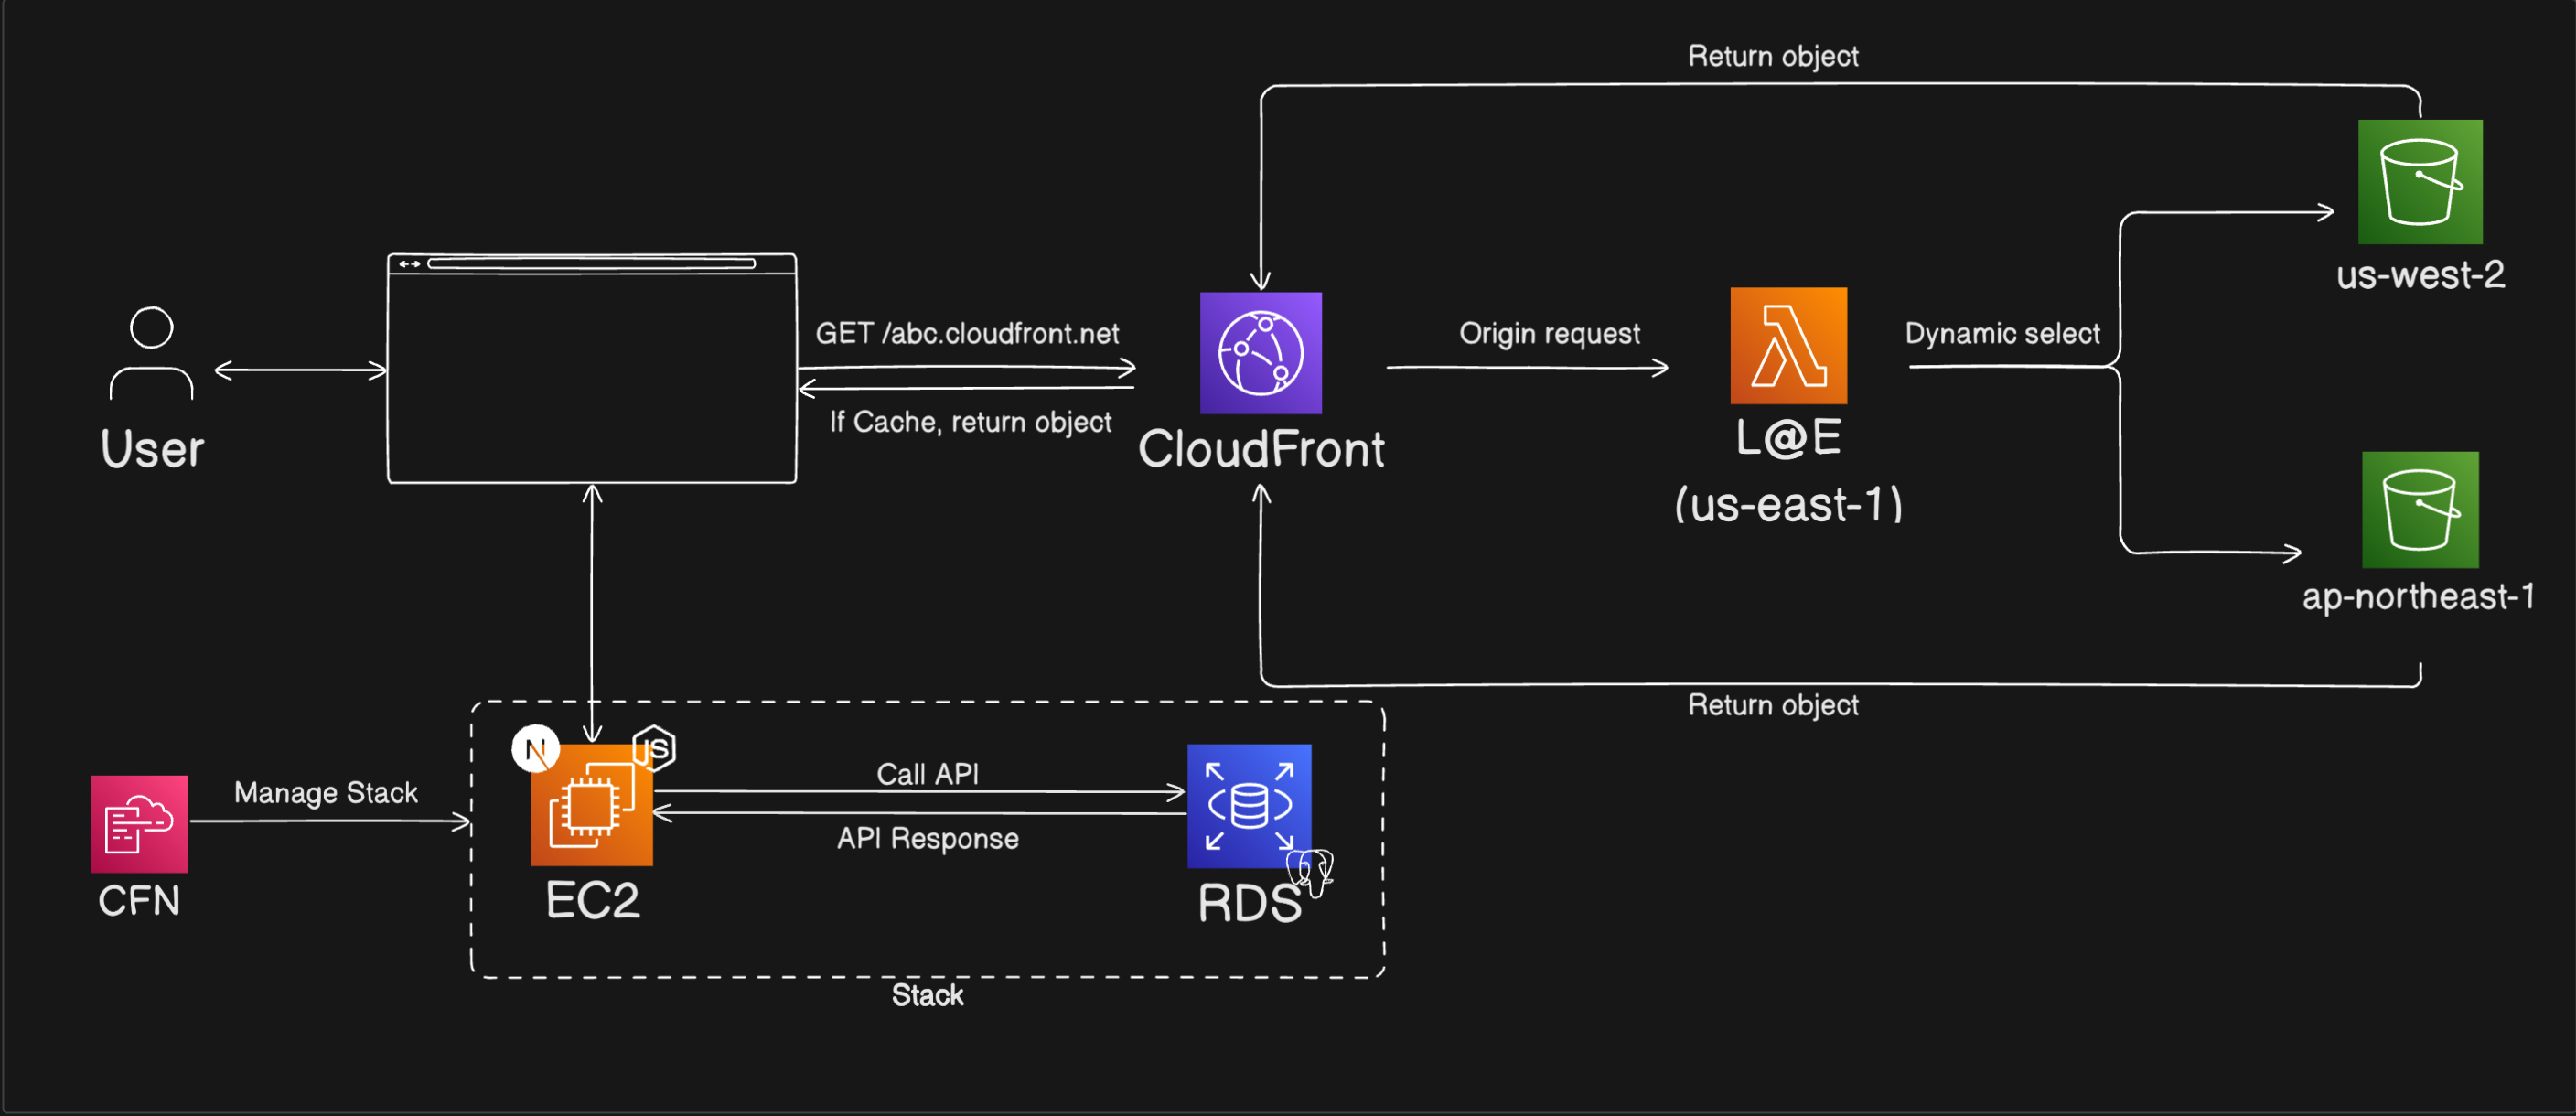 Return object
us-west-2
User
GET /abc.cloudfront.net
If Cache, return object
CloudFront
Origin request
L@E
(us-east-1)
Dynamic select
ap-northeast-1
Return object
CFN
Manage Stack
N
JS
EC2
Call API
API Response
RDS
Stack